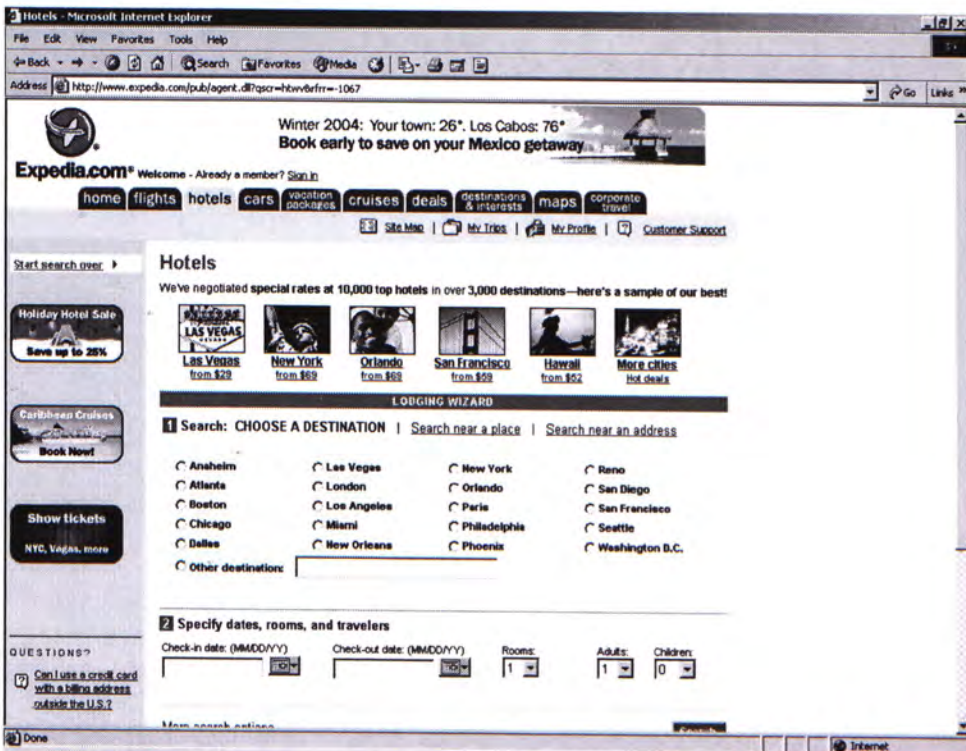 Hotels - Microsoft Internet Explorer
File Edit View Favorites Tools Help
Back Search Favorites Media
Address http://www.expedia.com/pub/agent.dll?qscr=htwv&rfrr=-1067 Go Links »
Winter 2004: Your town: 26°. Los Cabos: 76°
Book early to save on your Mexico getaway
Expedia.com® Welcome - Already a member? Sign in
home flights hotels cars vacation packages cruises deals destinations & interests maps corporate travel
Site Map | My Trips | My Profile | Customer Support
Start search over
Holiday Hotel Sale
Save up to 25%
Caribbean Cruises
Book Now!
Show tickets
NYC, Vegas, more
QUESTIONS?
Can I use a credit card
with a billing address
outside the U.S.?
Hotels
We've negotiated special rates at 10,000 top hotels in over 3,000 destinations—here's a sample of our best!
LAS VEGAS
Las Vegas New York Orlando San Francisco Hawaii More cities
from $29 from $69 from $69 from $59 from $52 Hot deals
LODGING WIZARD
1 Search: CHOOSE A DESTINATION | Search near a place | Search near an address
Anaheim Las Vegas New York Reno
Atlanta London Orlando San Diego
Boston Los Angeles Paris San Francisco
Chicago Miami Philadelphia Seattle
Dallas New Orleans Phoenix Washington D.C.
Other destination:
2 Specify dates, rooms, and travelers
Check-in date: (MM/DD/YY) Check-out date: (MM/DD/YY) Rooms: Adults: Children:
1 1 0
More search options
Done Internet